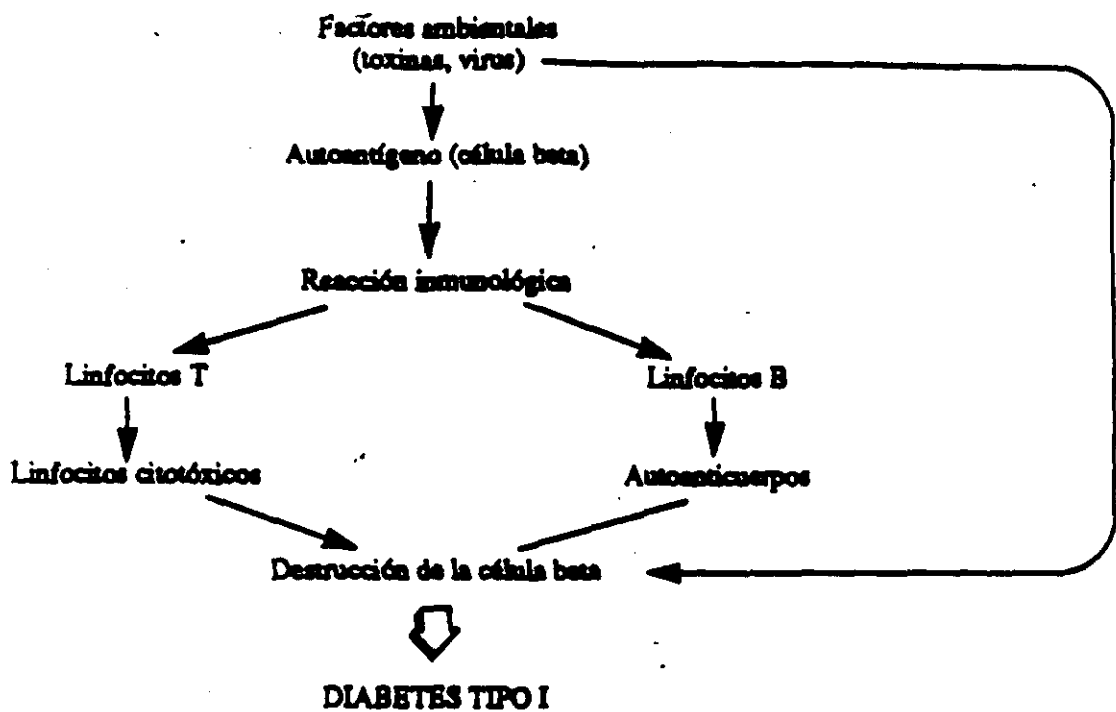 Factores ambientales
(toxinas, virus)
Autoantígeno (célula beta)
Reacción inmunológica
Linfocitos T
Linfocitos B
Linfocitos citotóxicos
Autoanticuerpos
Destrucción de la célula beta
DIABETES TIPO I